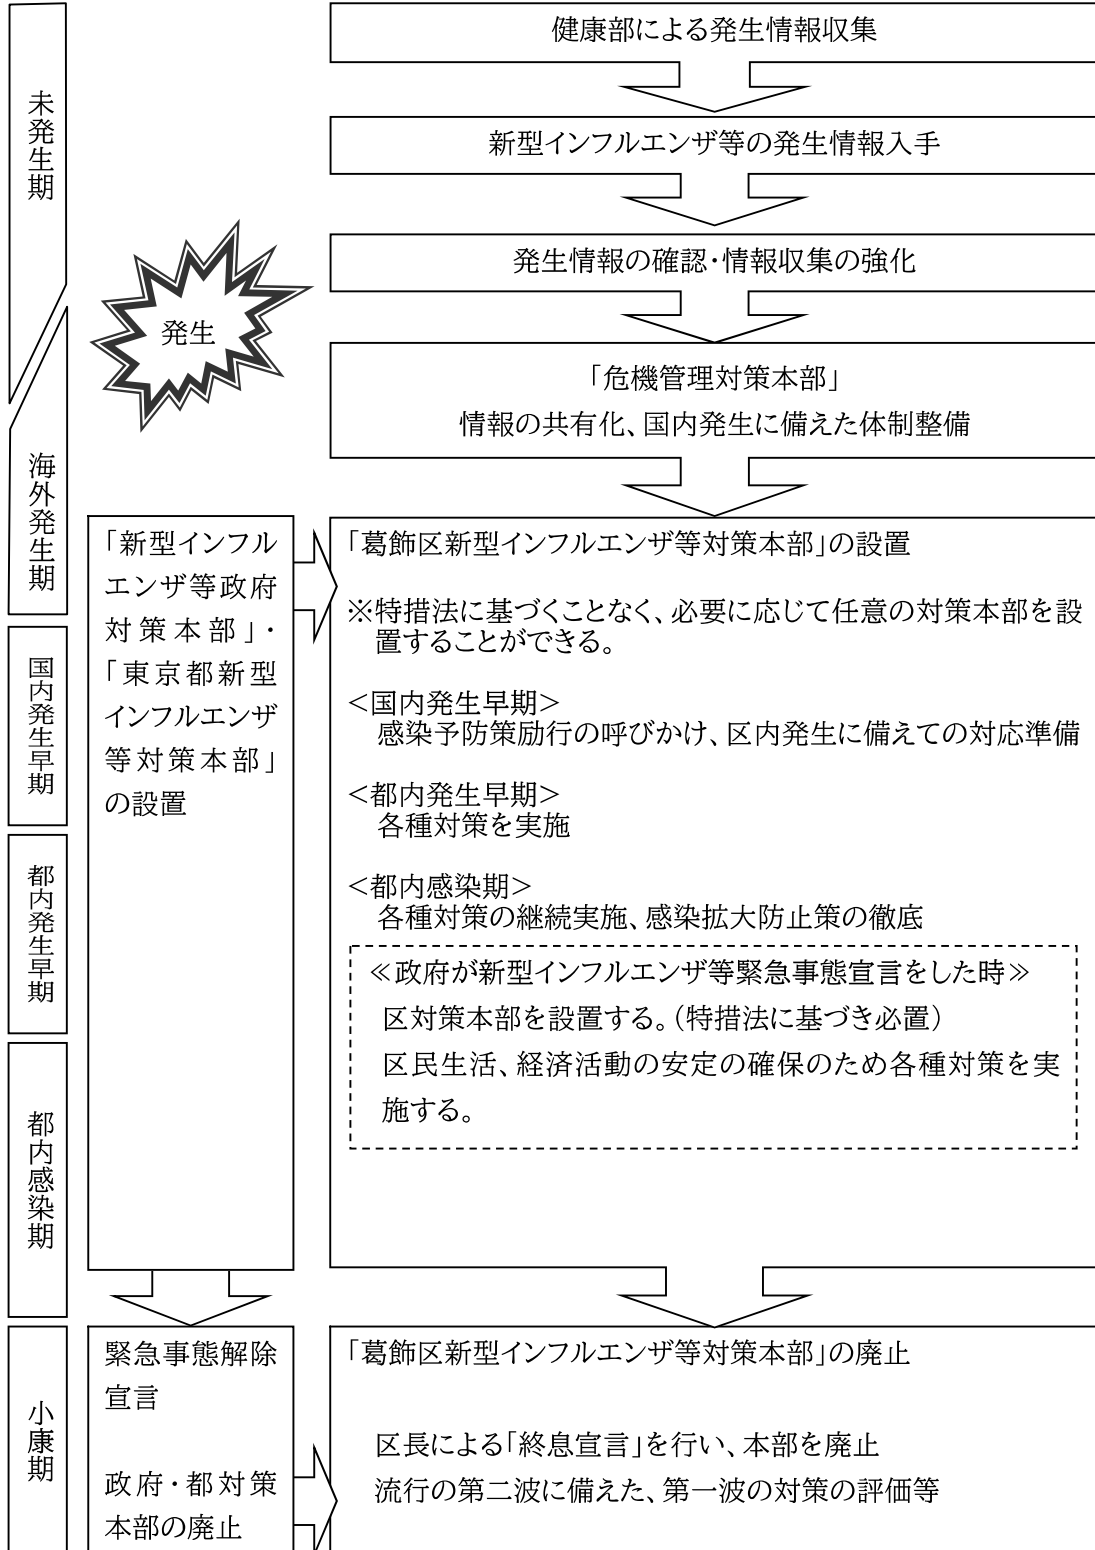 未発生期
海外発生期
国内発生早期
都内発生早期
都内感染期
小康期
発生
健康部による発生情報収集
新型インフルエンザ等の発生情報入手
発生情報の確認・情報収集の強化
「危機管理対策本部」
情報の共有化、国内発生に備えた体制整備
「新型インフル
エンザ等政府
対策本部」・
「東京都新型
インフルエンザ
等対策本部」
の設置
「葛飾区新型インフルエンザ等対策本部」の設置
※特措法に基づくことなく、必要に応じて任意の対策本部を設
置することができる。
＜国内発生早期＞
感染予防策励行の呼びかけ、区内発生に備えての対応準備
＜都内発生早期＞
各種対策を実施
＜都内感染期＞
各種対策の継続実施、感染拡大防止策の徹底
≪政府が新型インフルエンザ等緊急事態宣言をした時≫
区対策本部を設置する。（特措法に基づき必置）
区民生活、経済活動の安定の確保のため各種対策を実
施する。
緊急事態解除
宣言
政府・都対策
本部の廃止
「葛飾区新型インフルエンザ等対策本部」の廃止
区長による「終息宣言」を行い、本部を廃止
流行の第二波に備えた、第一波の対策の評価等